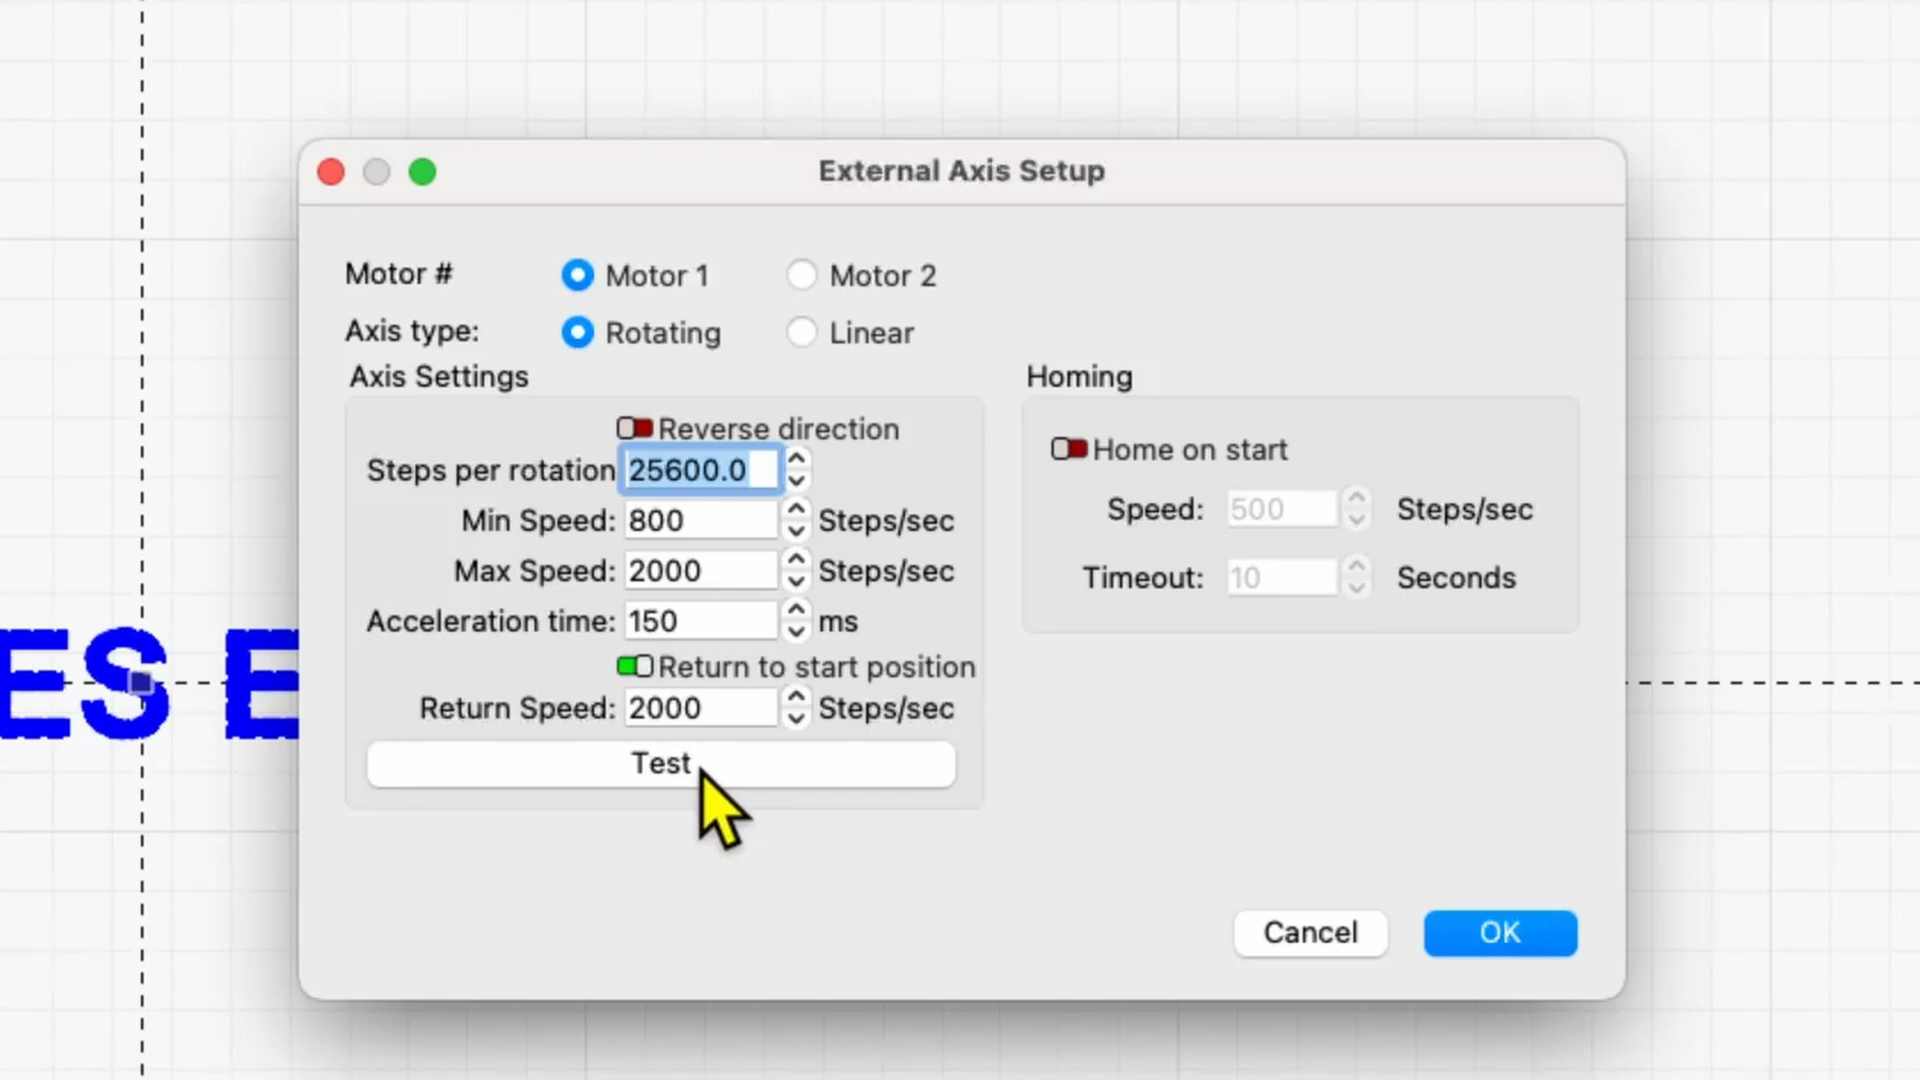 External Axis Setup
Motor # Motor 1 Motor 2
Axis type: Rotating Linear
Axis Settings
Reverse direction
Steps per rotation 25600.0
Min Speed: 800 Steps/sec
Max Speed: 2000 Steps/sec
Acceleration time: 150 ms
Return to start position
Return Speed: 2000 Steps/sec
Test
Homing
Home on start
Speed: 500 Steps/sec
Timeout: 10 Seconds
Cancel OK
ES E